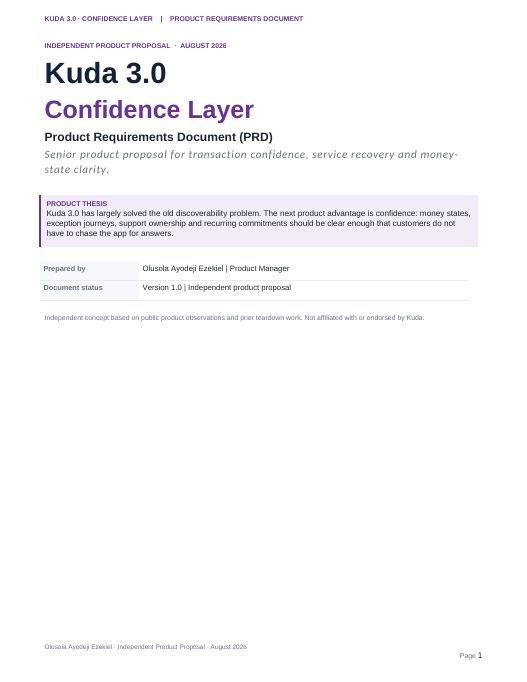 KUDA 3.0 · CONFIDENCE LAYER | PRODUCT REQUIREMENTS DOCUMENT
INDEPENDENT PRODUCT PROPOSAL · AUGUST 2026
Kuda 3.0
Confidence Layer
Product Requirements Document (PRD)
Senior product proposal for transaction confidence, service recovery and money-
state clarity.
PRODUCT THESIS
Kuda 3.0 has largely solved the old discoverability problem. The next product advantage is confidence: money states,
exception journeys, support ownership and recurring commitments should be clear enough that customers do not
have to chase the app for answers.
Prepared by Olusola Ayodeji Ezekiel | Product Manager
Document status Version 1.0 | Independent product proposal
Independent concept based on public product observations and prior teardown work. Not affiliated with or endorsed by Kuda.
Olusola Ayodeji Ezekiel · Independent Product Proposal · August 2026
Page 1